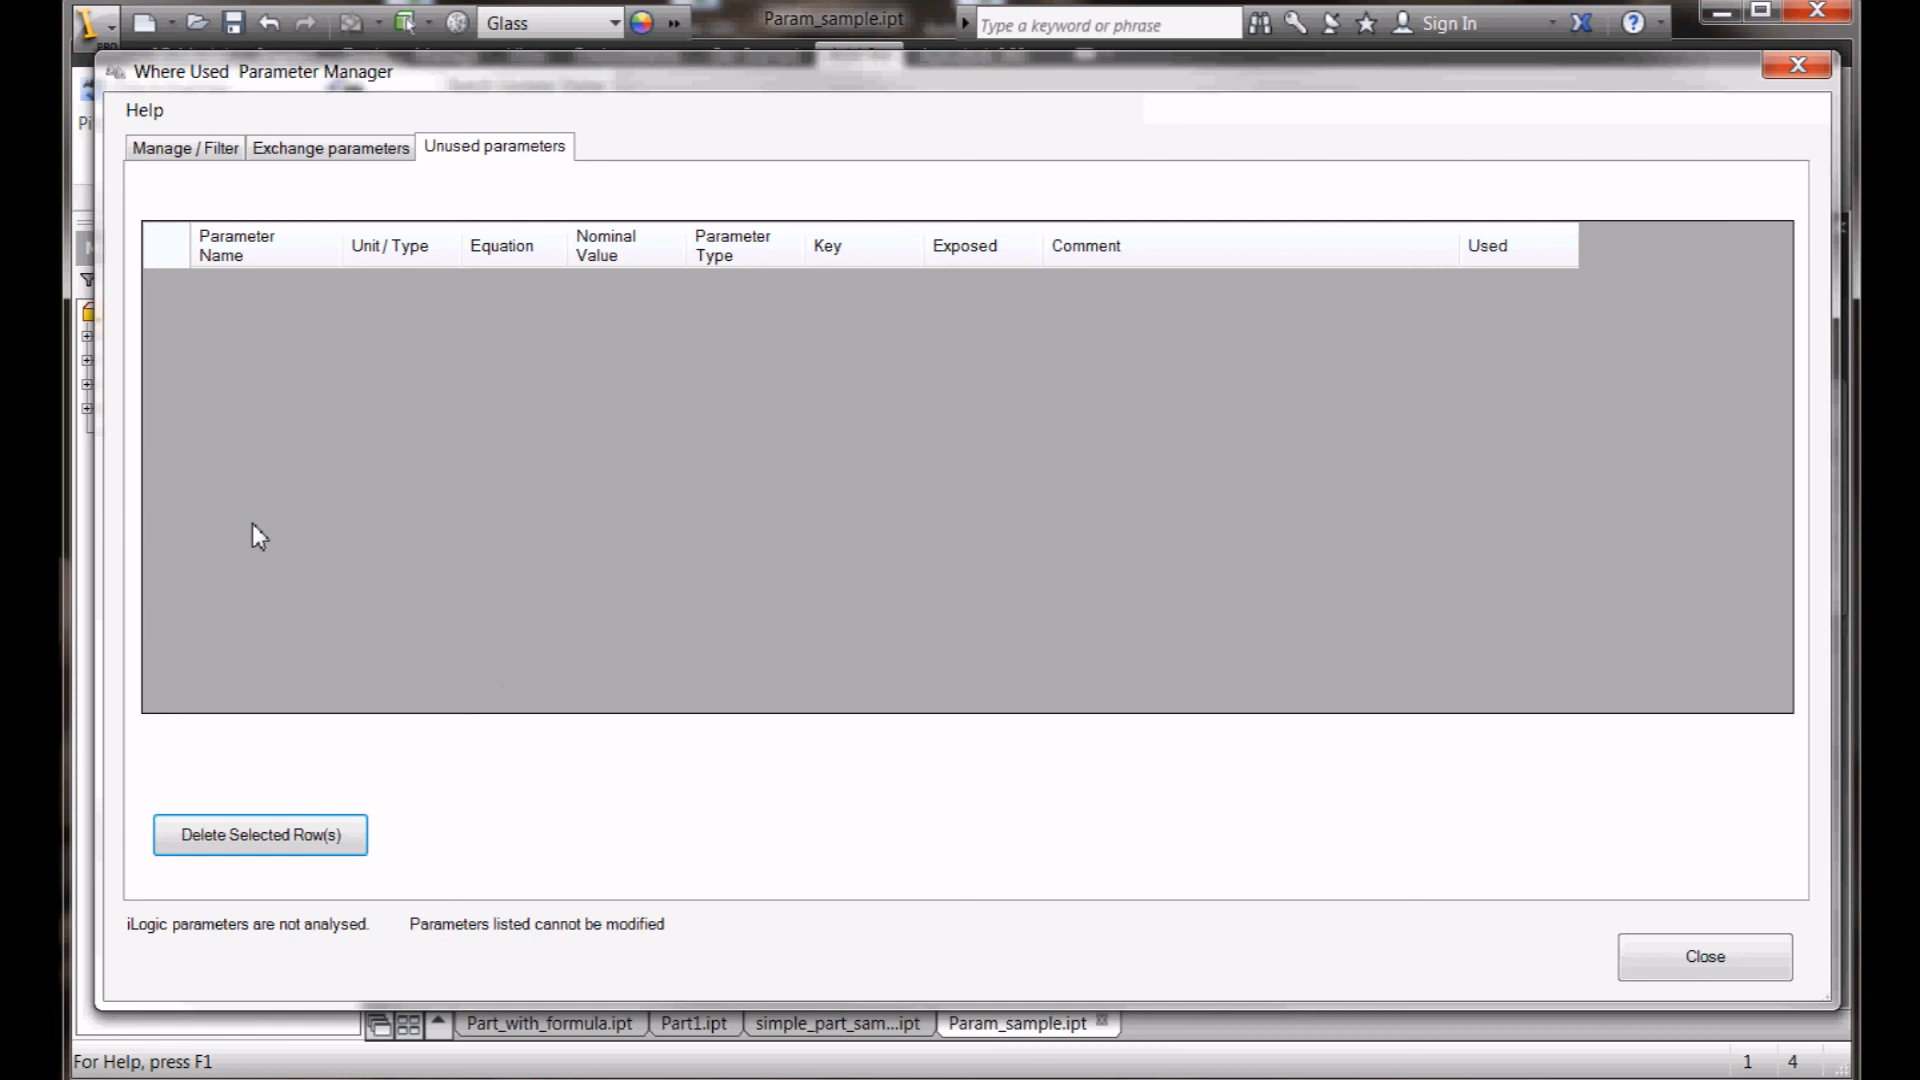 Glass
Param_sample.ipt
Type a keyword or phrase
Sign In
Where Used Parameter Manager
Help
Manage / Filter
Exchange parameters
Unused parameters
Parameter Name
Unit / Type
Equation
Nominal Value
Parameter Type
Key
Exposed
Comment
Used
Delete Selected Row(s)
iLogic parameters are not analysed.
Parameters listed cannot be modified
Close
Part_with_formula.ipt
Part1.ipt
simple_part_sam...ipt
Param_sample.ipt
For Help, press F1
1
4